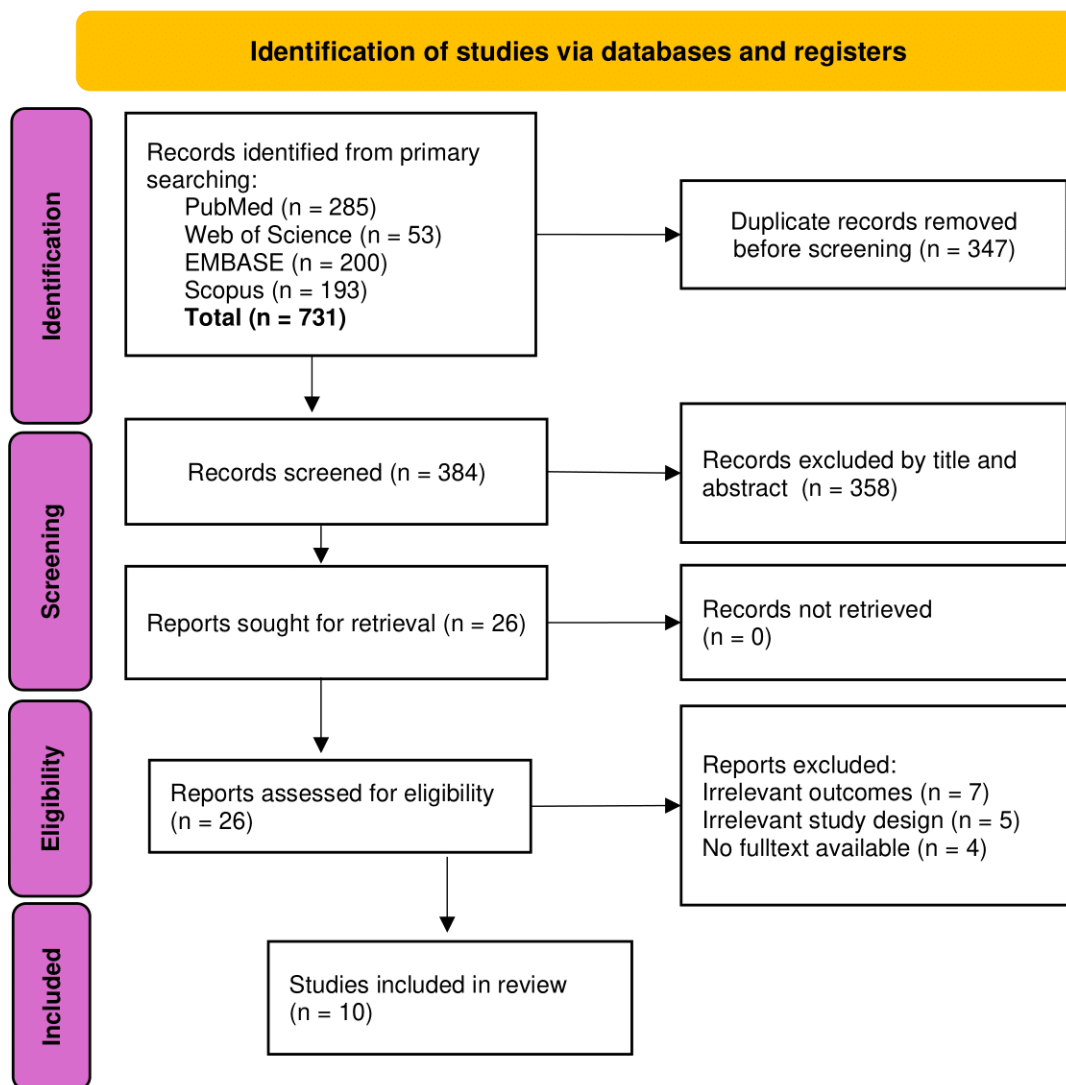 Identification of studies via databases and registers
Identification
Records identified from primary
searching:
PubMed (n = 285)
Web of Science (n = 53)
EMBASE (n = 200)
Scopus (n = 193)
Total (n = 731)
Duplicate records removed
before screening (n = 347)
Screening
Records screened (n = 384)
Records excluded by title and
abstract  (n = 358)
Reports sought for retrieval (n = 26)
Records not retrieved
(n = 0)
Eligibility
Reports assessed for eligibility
(n = 26)
Reports excluded:
Irrelevant outcomes (n = 7)
Irrelevant study design (n = 5)
No fulltext available (n = 4)
Included
Studies included in review
(n = 10)